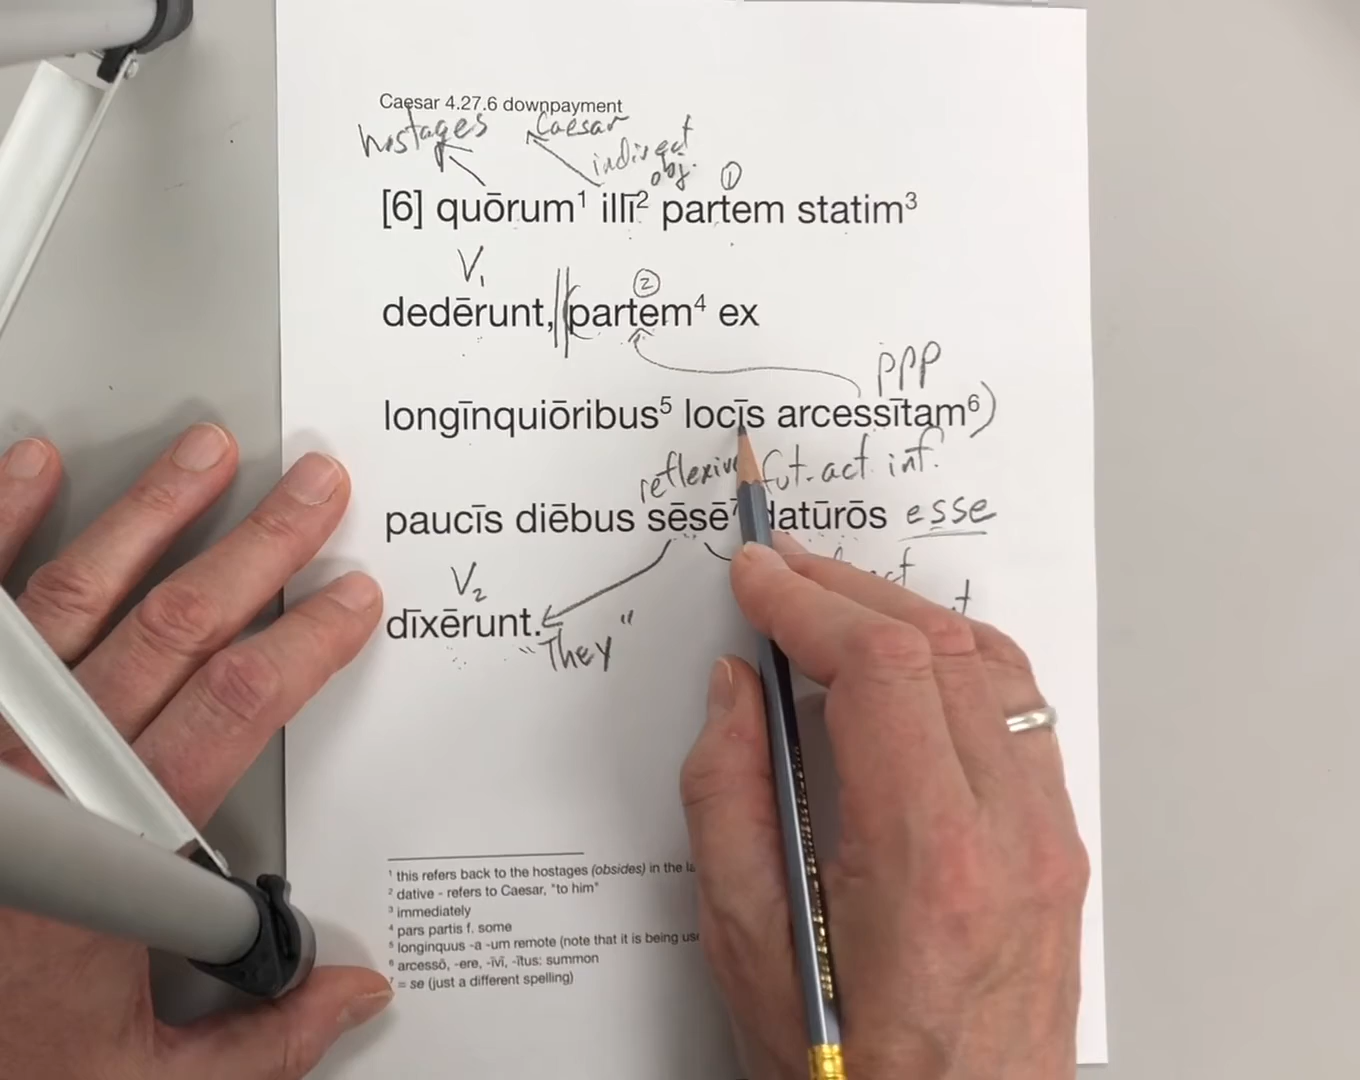 Caesar 4.27.6 downpayment
hostages Caesar
indirect
obj. 1
[6] quōrum¹ illī² partem statim³
V₁ 2
dedērunt, partem⁴ ex
PPP
longīnquiōribus⁵ locīs arcessītam⁶)
reflexive fut. act inf.
paucīs diēbus sēsē⁷ datūrōs esse
V₂
dīxērunt.
"They"
¹ this refers back to the hostages (obsides) in the
² dative - refers to Caesar, "to him"
³ immediately
⁴ pars partis f. some
⁵ longinquus -a -um remote (note that it is being
⁶ arcessō, -ere, -īvī, -ītus: summon
⁷ = se (just a different spelling)